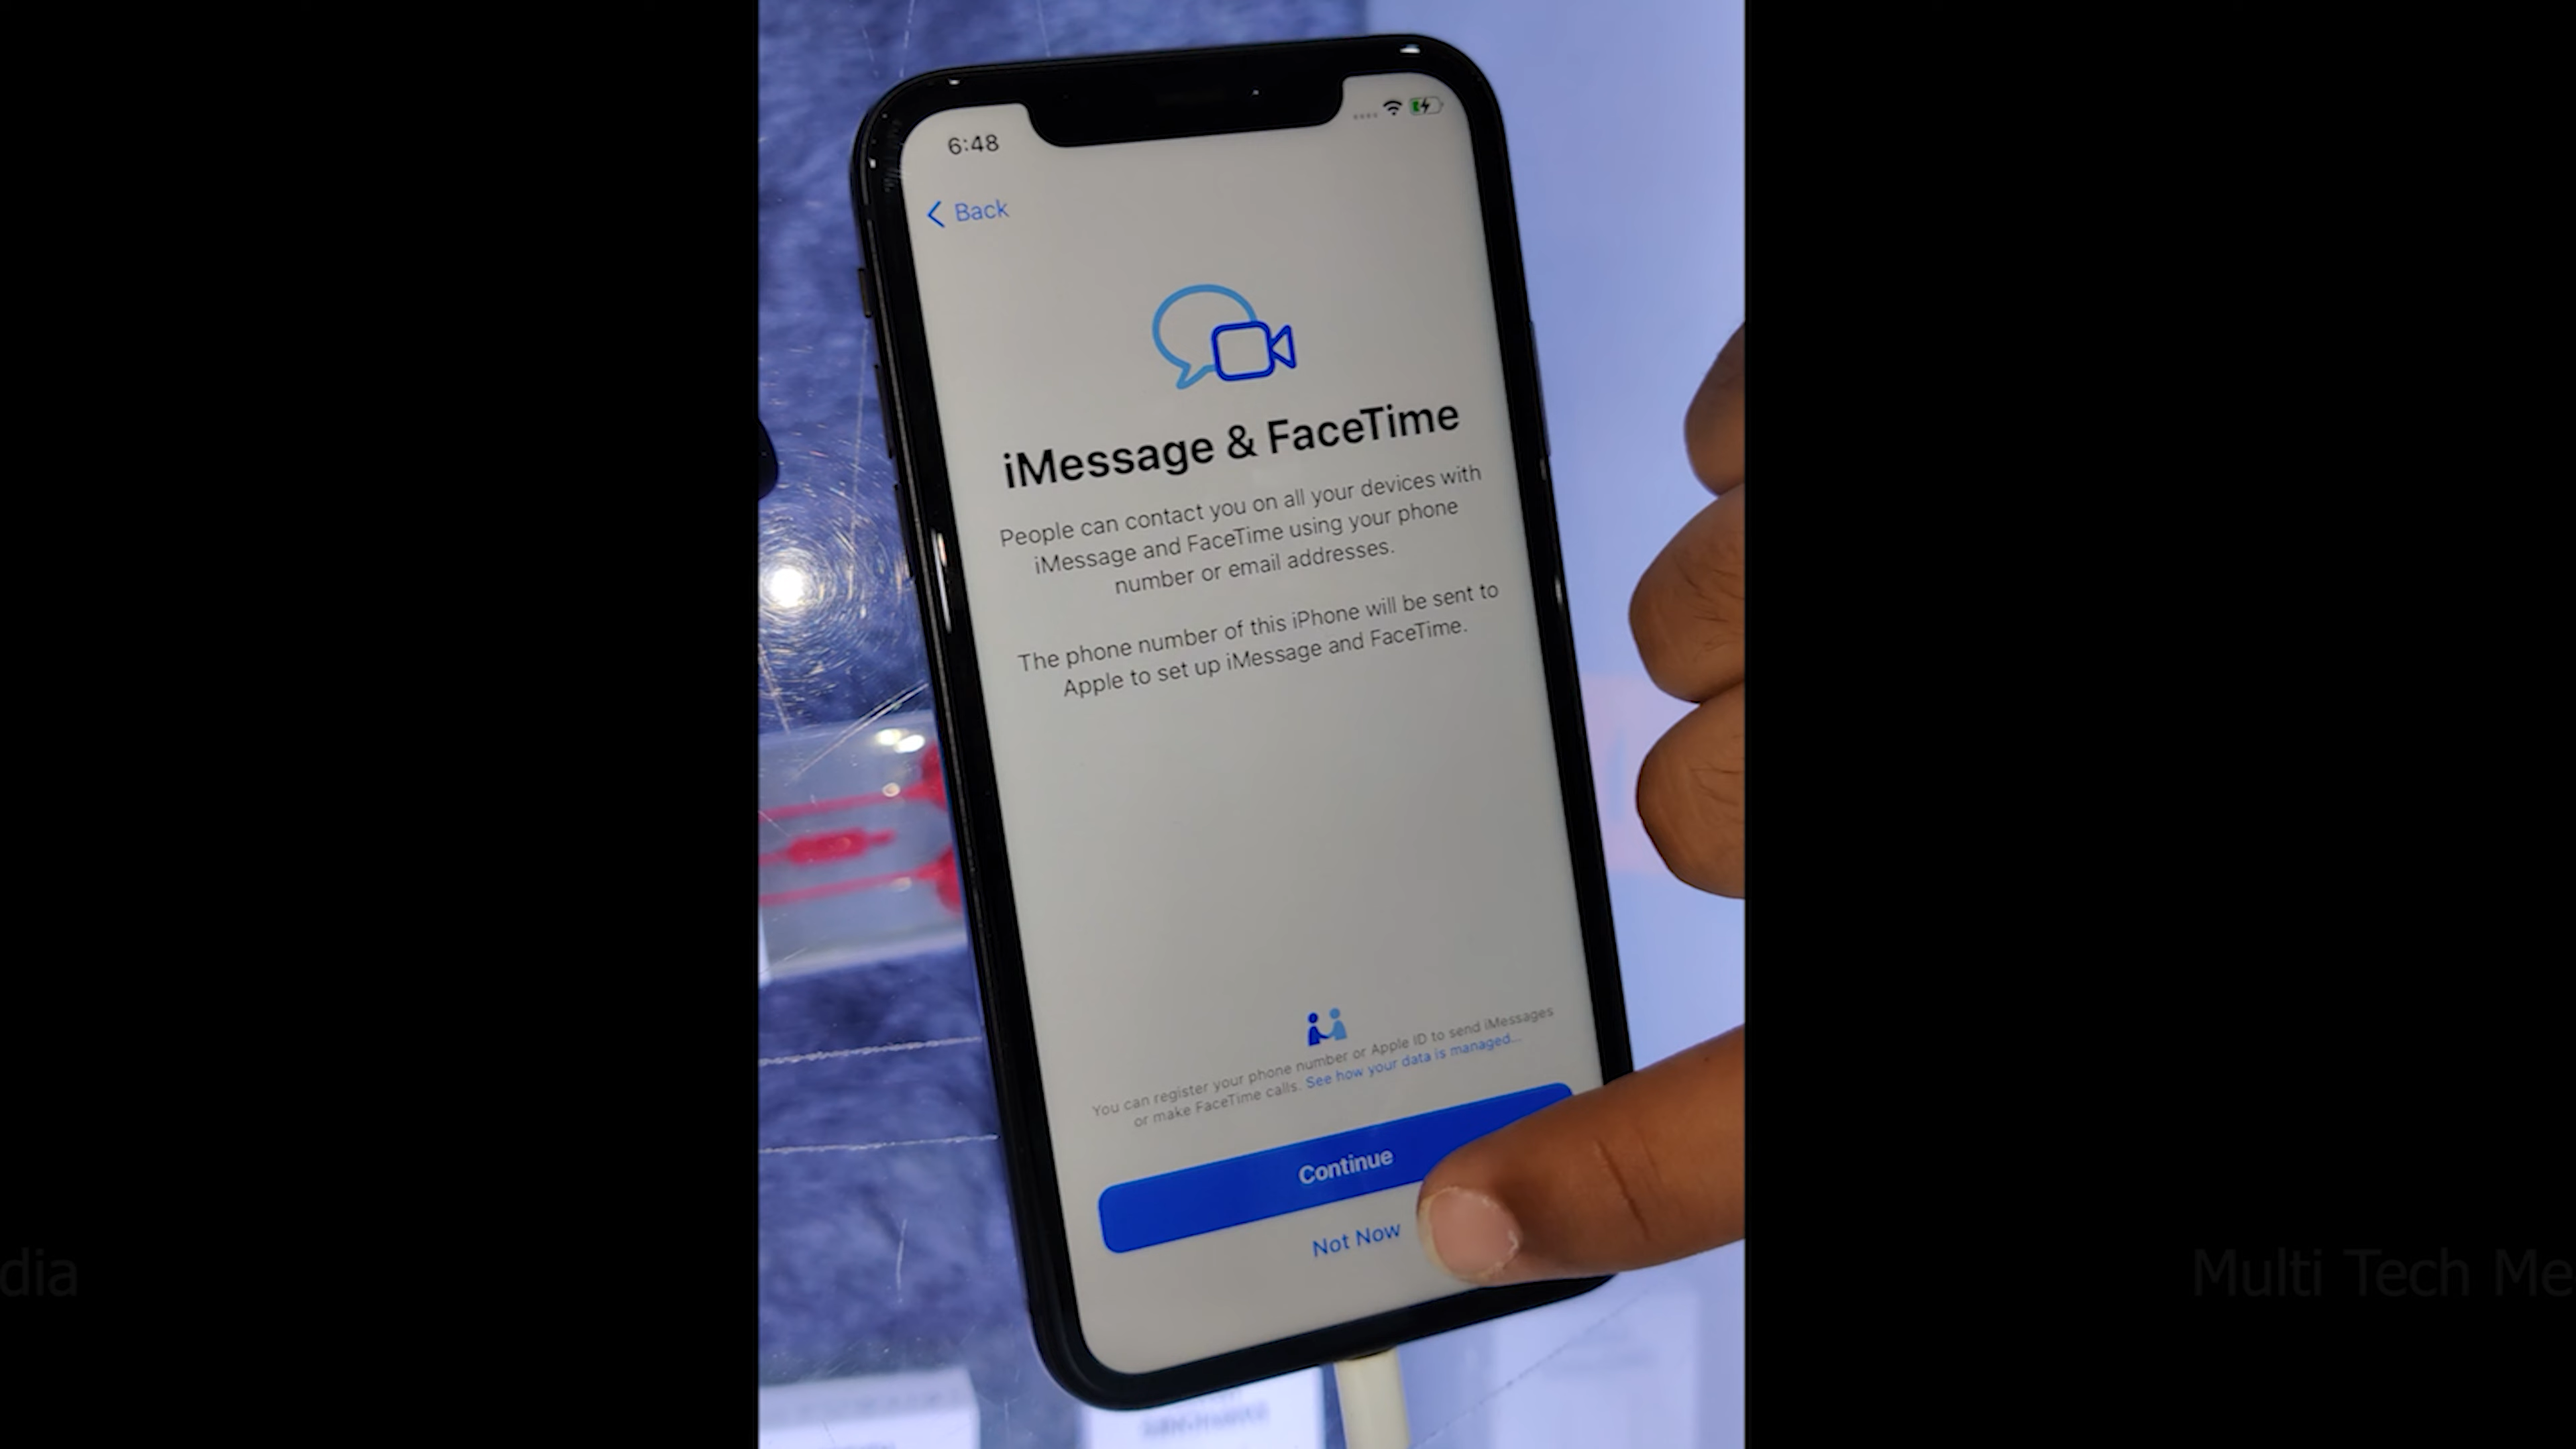 6:48
Back
iMessage & FaceTime
People can contact you on all your devices with
iMessage and FaceTime using your phone
number or email addresses.
The phone number of this iPhone will be sent to
Apple to set up iMessage and FaceTime.
You can register your phone number or Apple ID to send iMessages
or make FaceTime calls. See how your data is managed...
Continue
Not Now
dia
Multi Tech Me